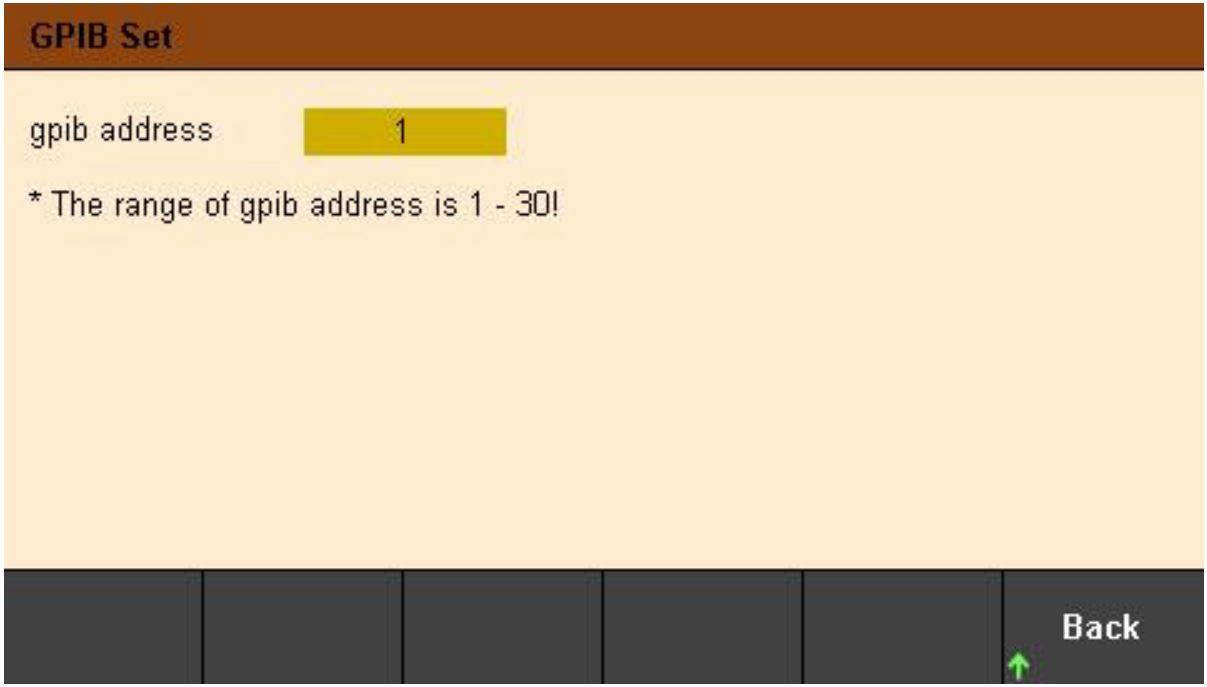 GPIB Set
gpib address 1
* The range of gpib address is 1 - 30!
Back